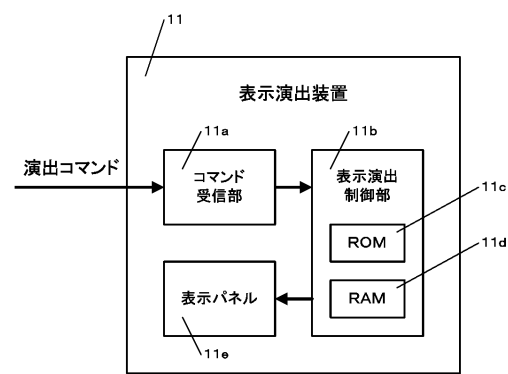 11
表示演出装置
11a
11b
演出コマンド
コマンド
受信部
表示演出
制御部
11c
ROM
11d
表示パネル
RAM
11e